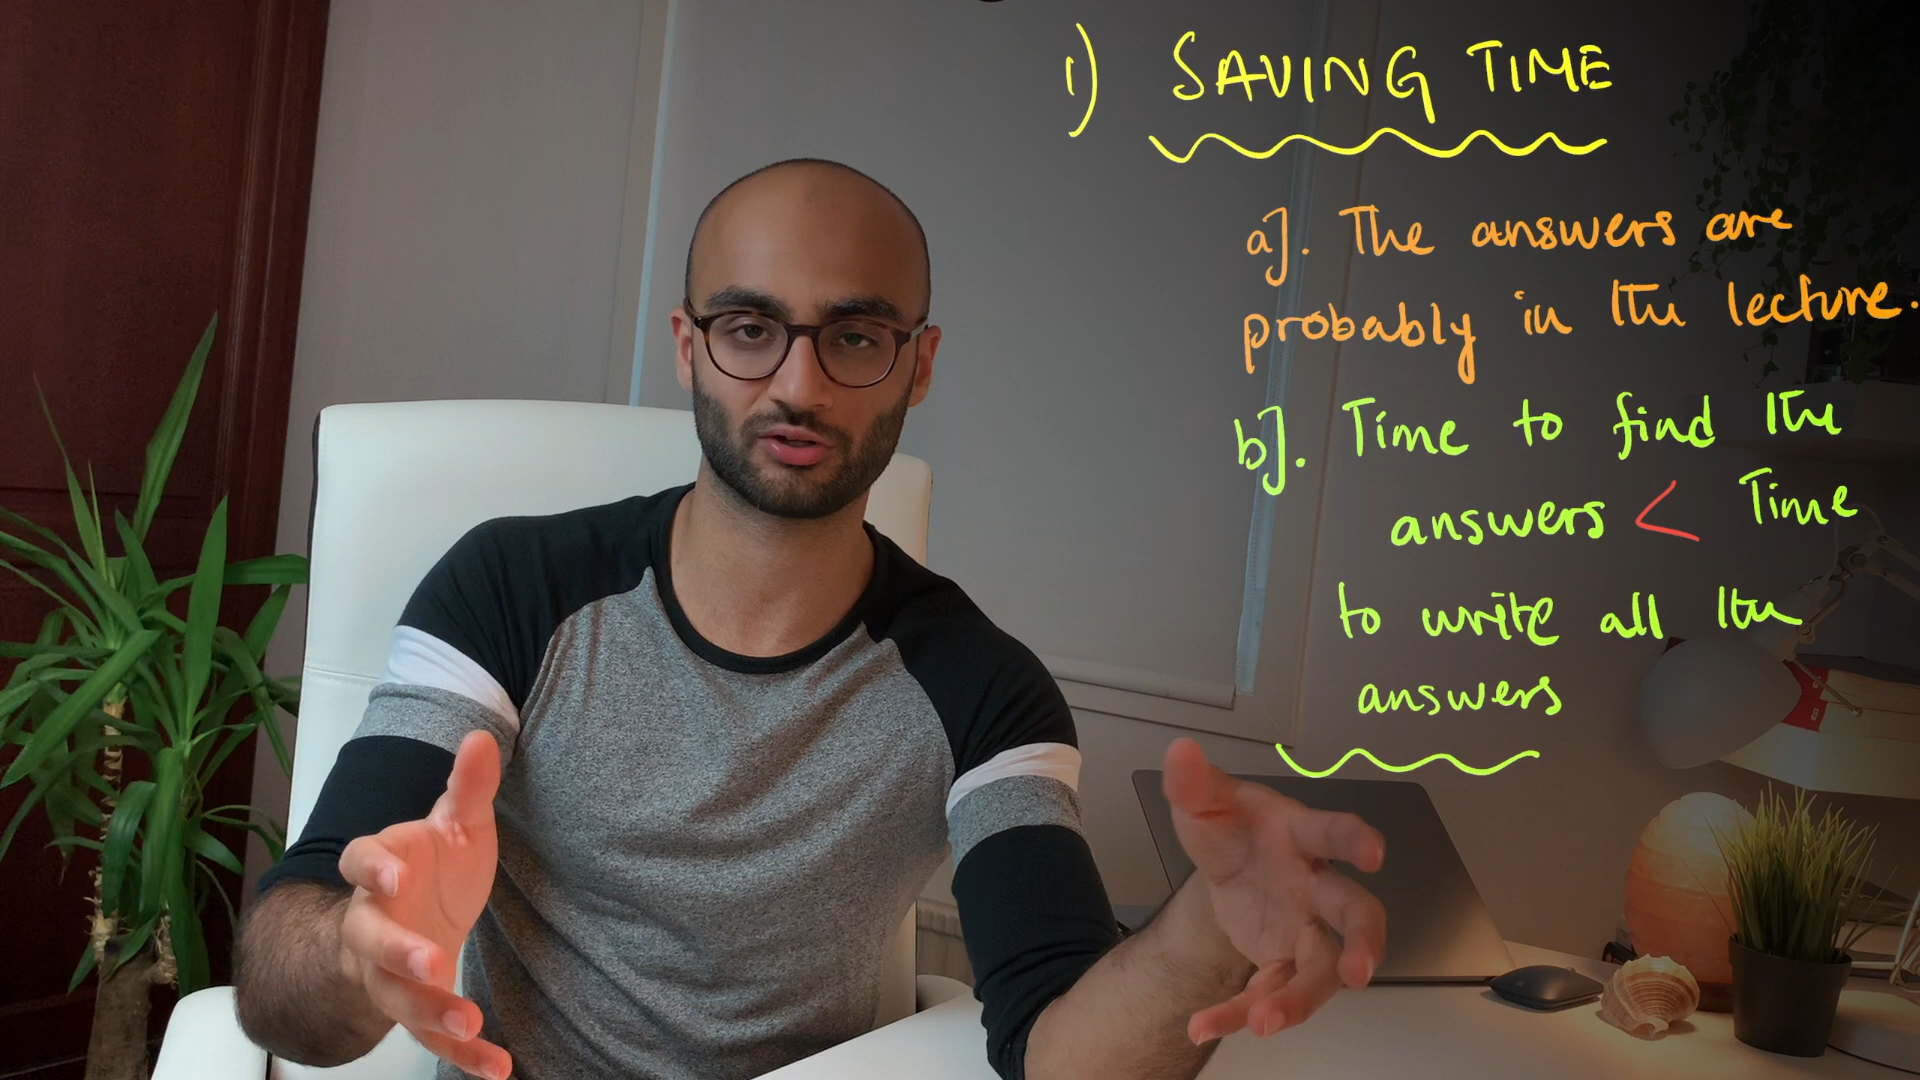 1) SAVING TIME
a]. The answers are
probably in the lecture.
b]. Time to find the
answers < Time
to write all the
answers